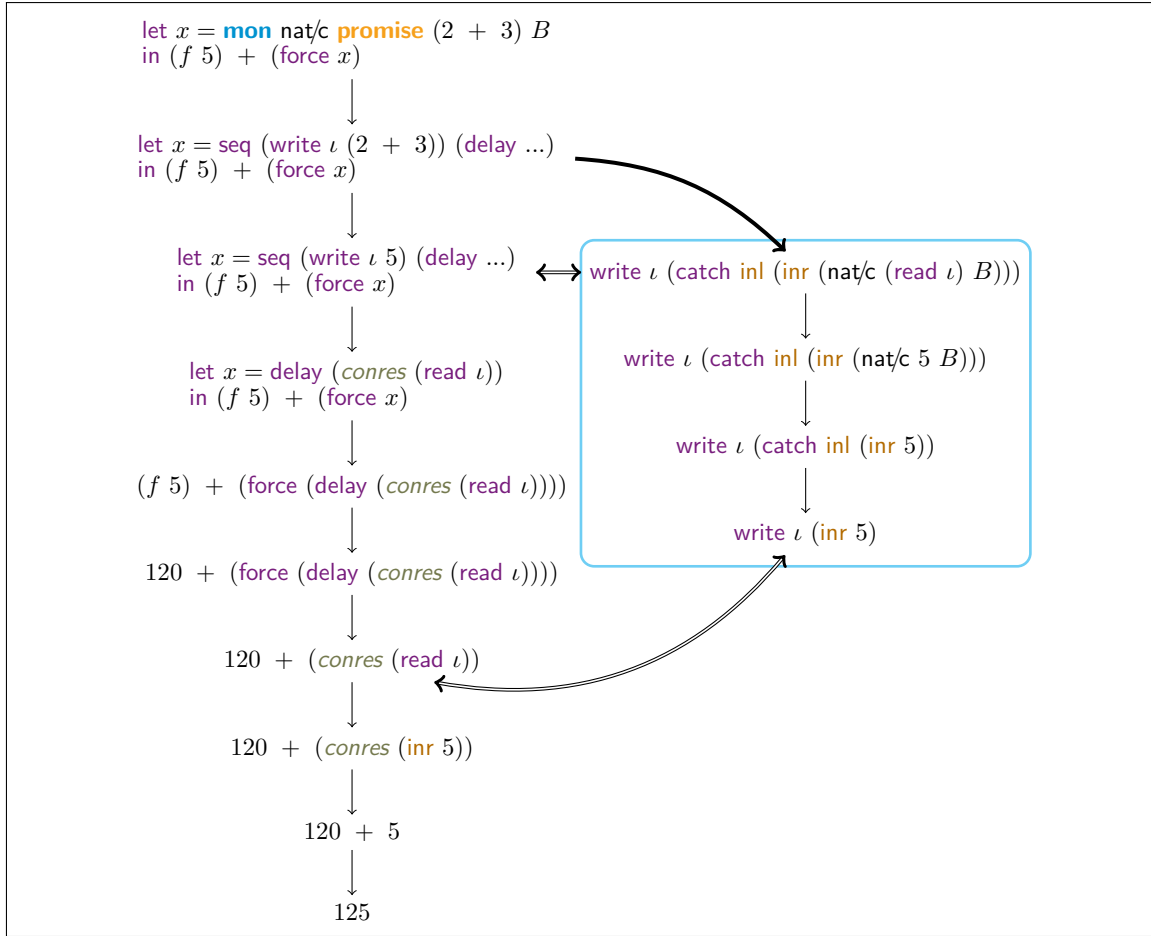 let x = mon nat/c promise (2 + 3) B
in (f 5) + (force x)
let x = seq (write ι (2 + 3)) (delay ...)
in (f 5) + (force x)
let x = seq (write ι 5) (delay ...)
in (f 5) + (force x)
write ι (catch inl (inr (nat/c (read ι) B)))
let x = delay (conres (read ι))
in (f 5) + (force x)
write ι (catch inl (inr (nat/c 5 B)))
write ι (catch inl (inr 5))
(f 5) + (force (delay (conres (read ι))))
write ι (inr 5)
120 + (force (delay (conres (read ι))))
120 + (conres (read ι))
120 + (conres (inr 5))
120 + 5
125